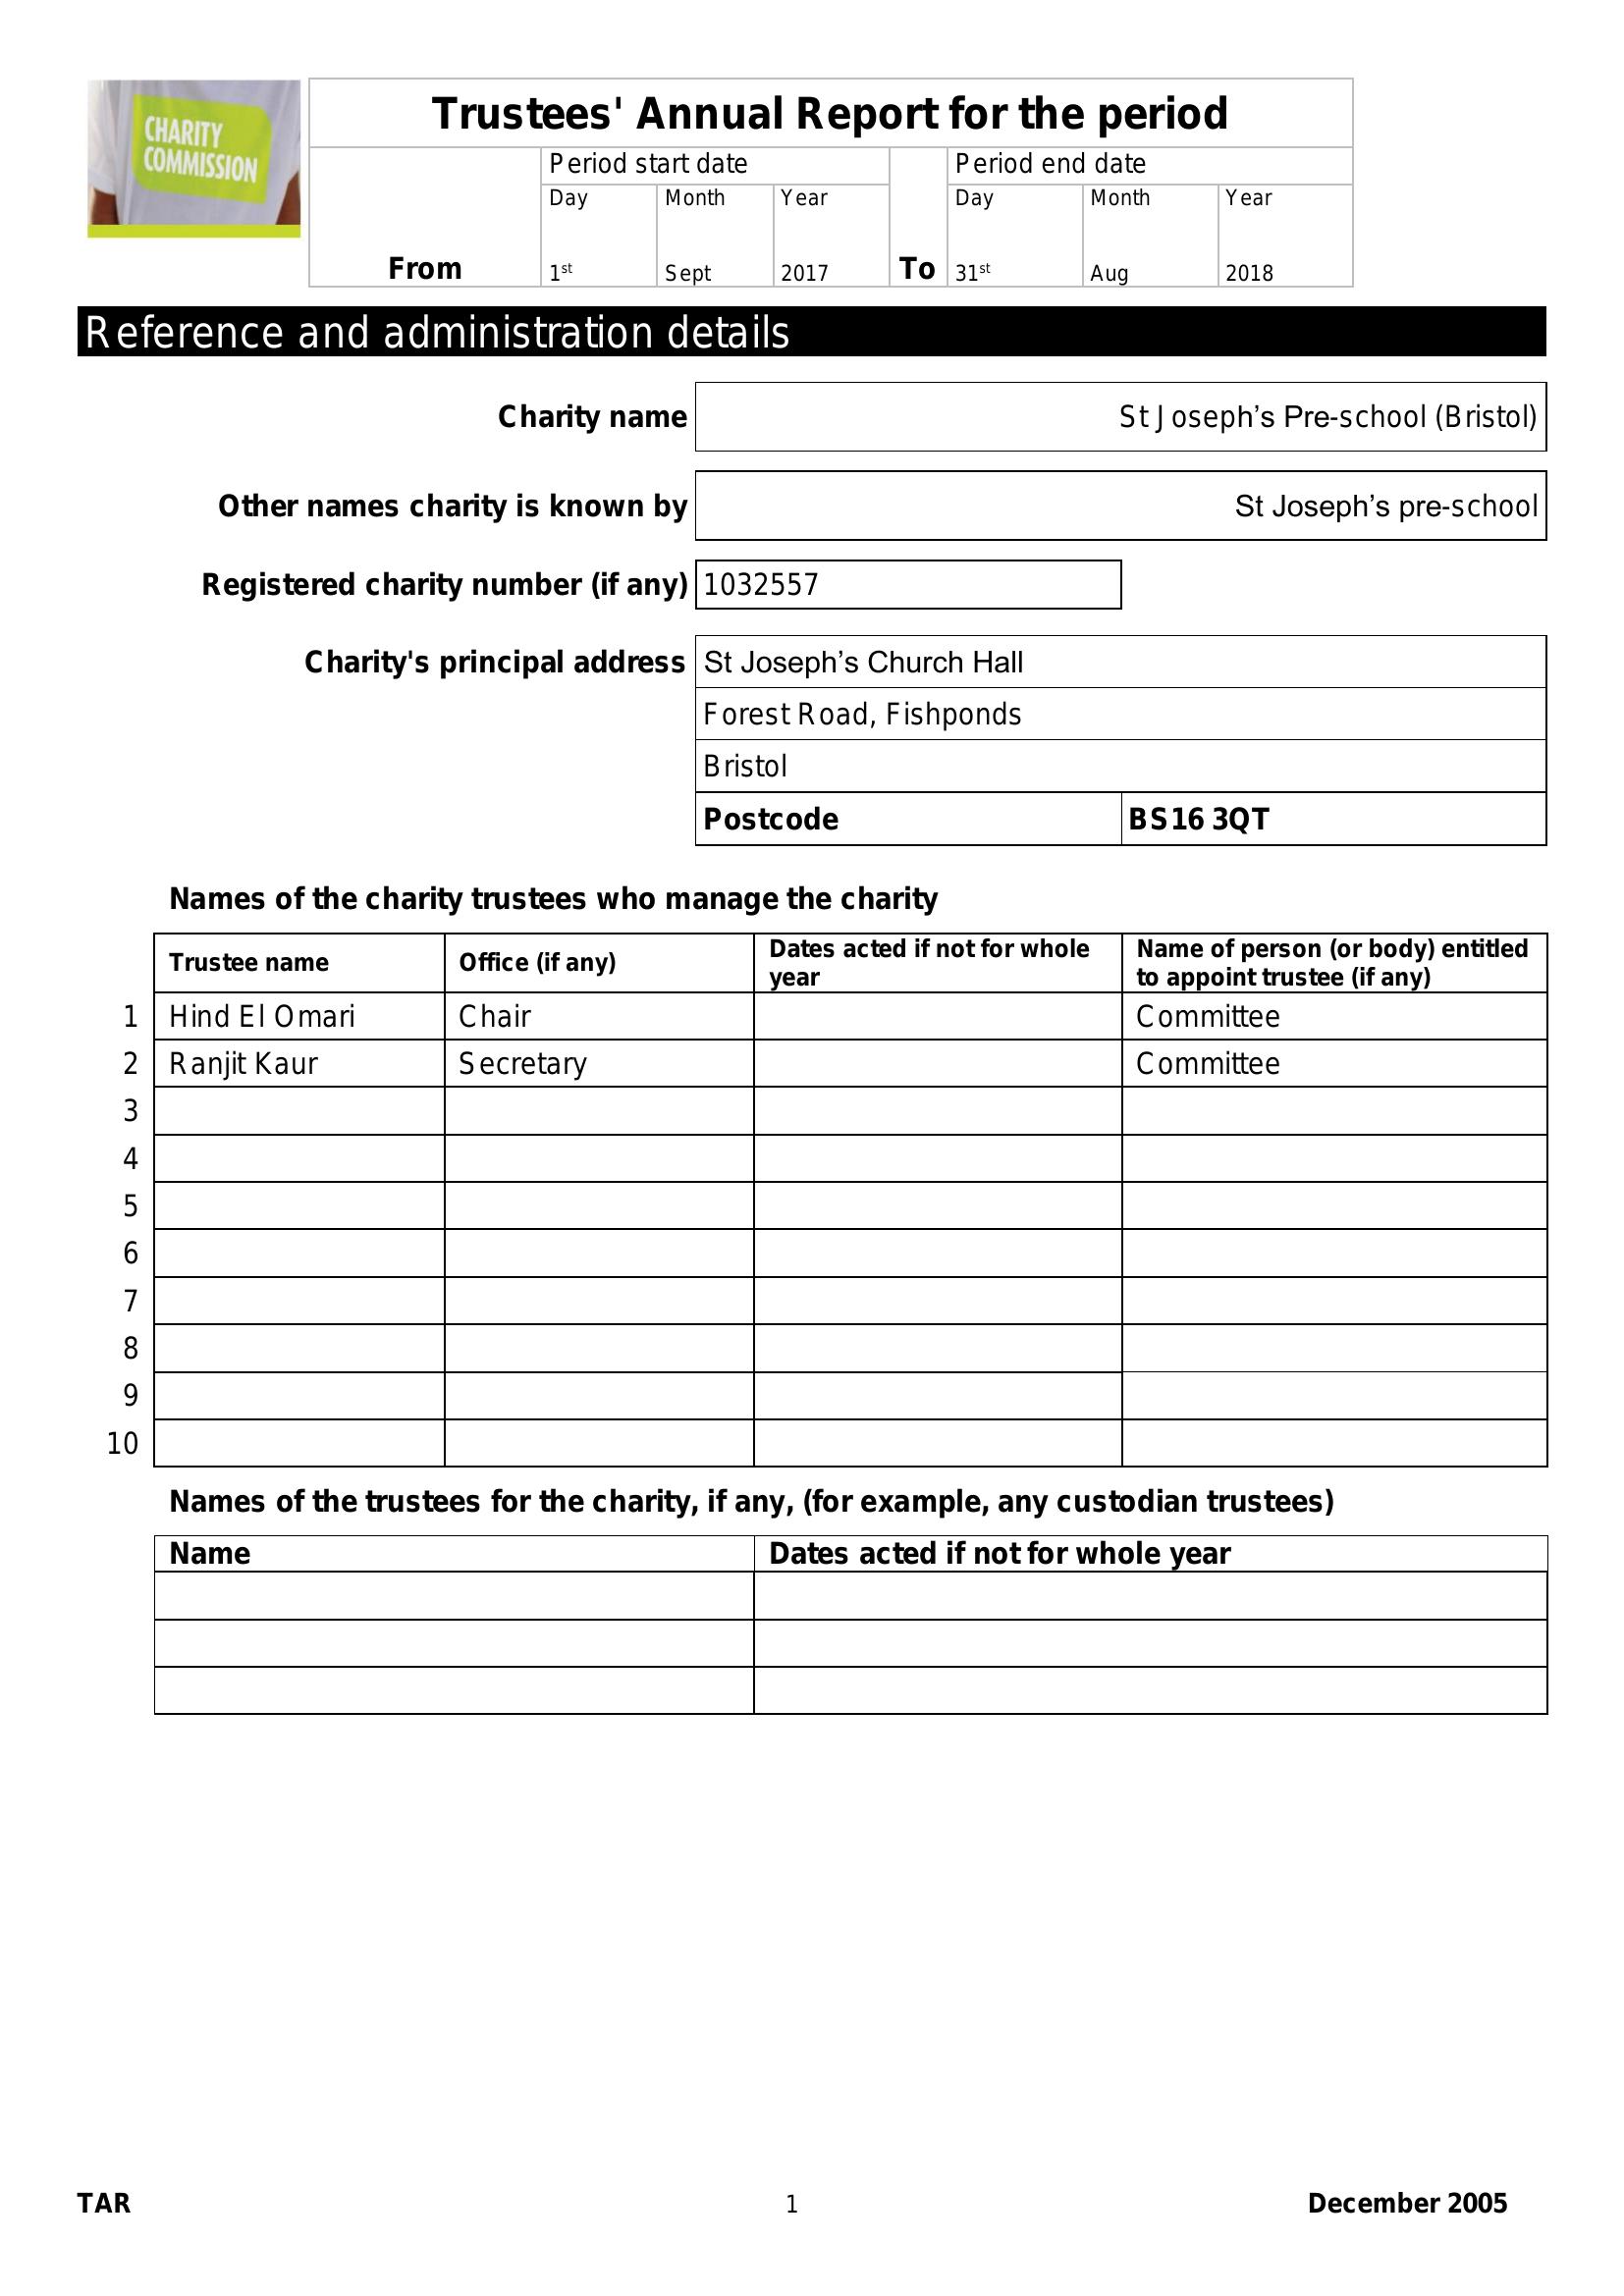 CHARITY
COMMISSION
Trustees' Annual Report for the period
Period start date Period end date
Day Month Year Day Month Year
From 1st Sept 2017 To 31st Aug 2018
Reference and administration details
Charity name St Joseph’s Pre-school (Bristol)
Other names charity is known by St Joseph’s pre-school
Registered charity number (if any) 1032557
Charity's principal address St Joseph’s Church Hall
Forest Road, Fishponds
Bristol
Postcode BS16 3QT
Names of the charity trustees who manage the charity
Trustee name Office (if any) Dates acted if not for whole year Name of person (or body) entitled to appoint trustee (if any)
1 Hind El Omari Chair Committee
2 Ranjit Kaur Secretary Committee
3
4
5
6
7
8
9
10
Names of the trustees for the charity, if any, (for example, any custodian trustees)
Name Dates acted if not for whole year
TAR 1 December 2005